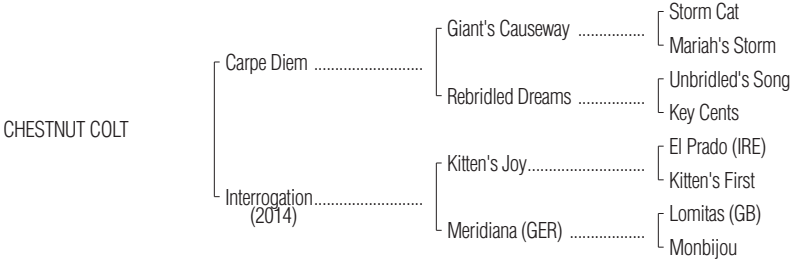 Storm Cat
Giant's Causeway ................
Mariah's Storm
Carpe Diem ..........................
Unbridled's Song
Rebridled Dreams ................
Key Cents
CHESTNUT COLT
El Prado (IRE)
Kitten's Joy............................
Kitten's First
Interrogation..........................
(2014)
Lomitas (GB)
Meridiana (GER) ..................
Monbijou